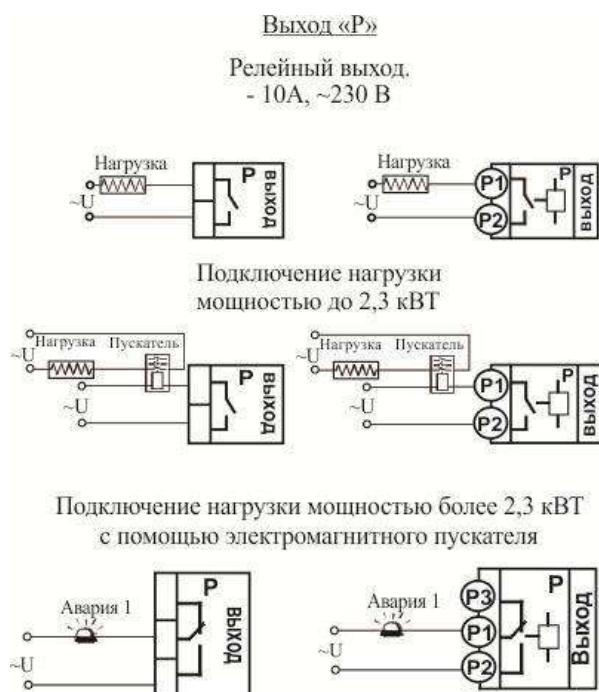 Выход «Р»
Релейный выход.
- 10А, ~230 В
Нагрузка
~U
Р
ВЫХОД
Нагрузка
~U
Р1
Р2
Р
ВЫХОД
Подключение нагрузки
мощностью до 2,3 кВТ
Нагрузка Пускатель
~U
~U
Р
ВЫХОД
Нагрузка Пускатель
~U
~U
Р1
Р2
Р
ВЫХОД
Подключение нагрузки мощностью более 2,3 кВТ
с помощью электромагнитного пускателя
Авария 1
~U
Р
ВЫХОД
Авария 1
~U
Р3
Р1
Р2
Р
Выход